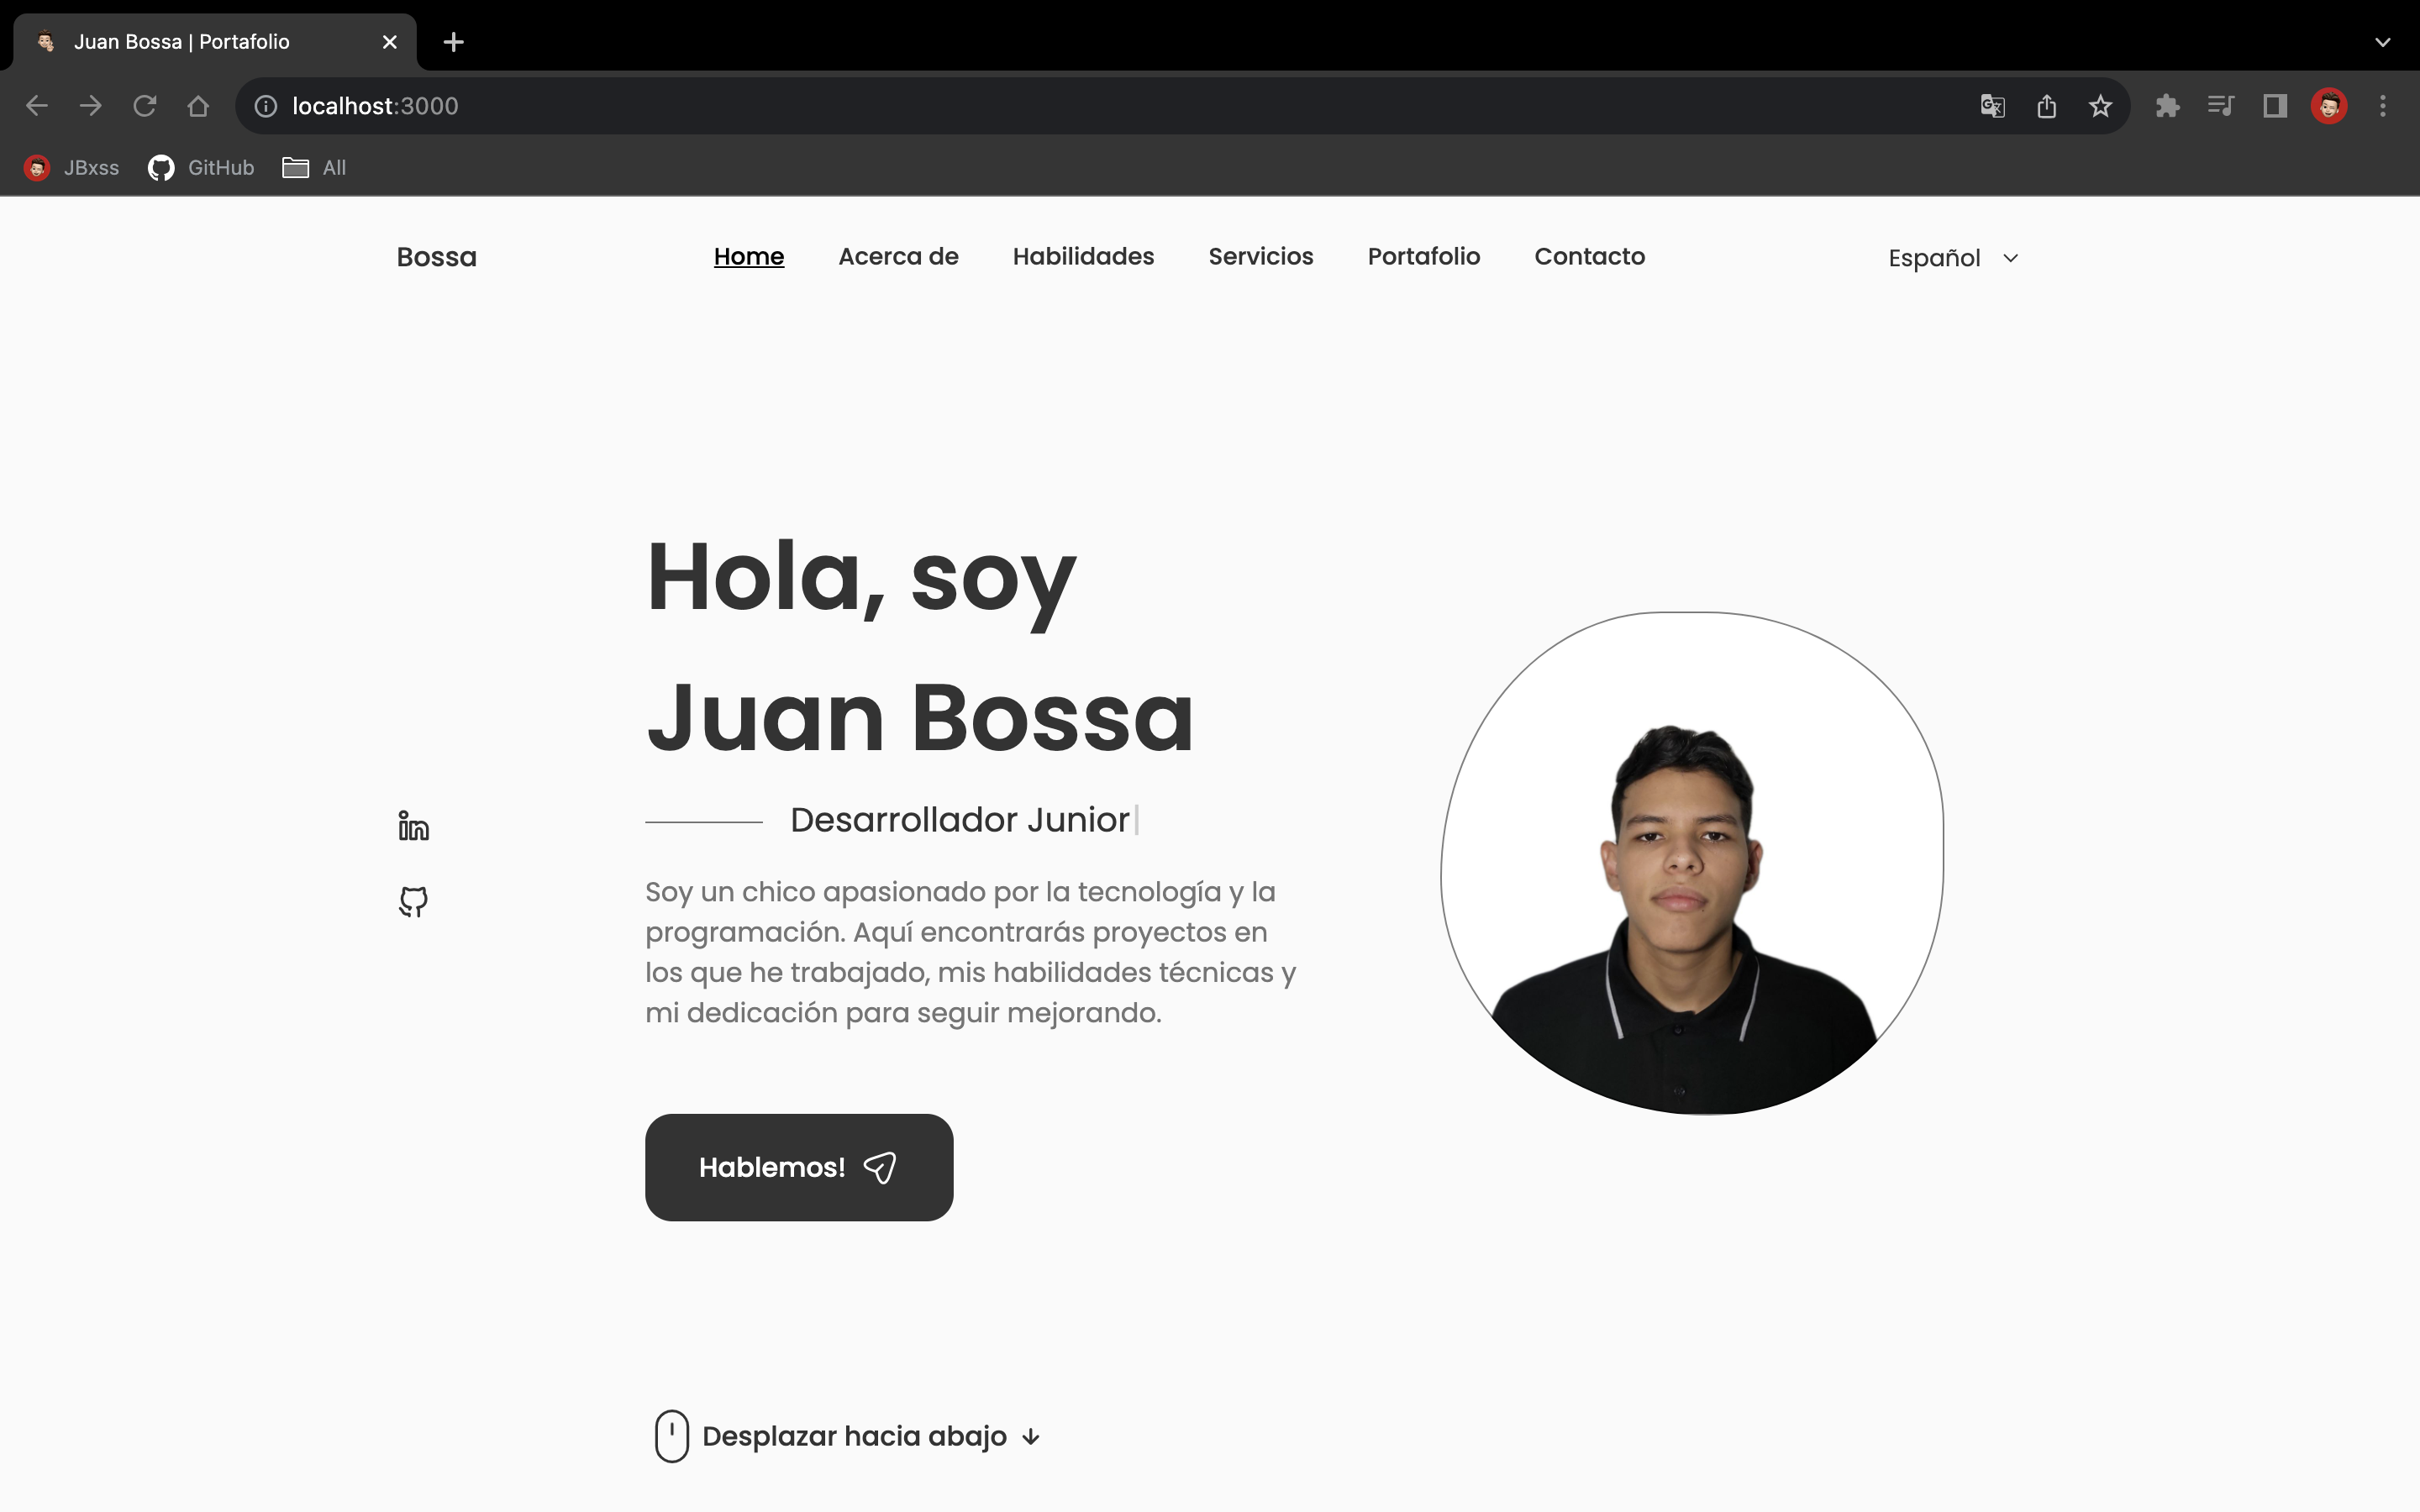 Juan Bossa | Portafolio
localhost:3000
JBxss GitHub All
Bossa Home Acerca de Habilidades Servicios Portafolio Contacto Español
Hola, soy
Juan Bossa
Desarrollador Junior
Soy un chico apasionado por la tecnología y la
programación. Aquí encontrarás proyectos en
los que he trabajado, mis habilidades técnicas y
mi dedicación para seguir mejorando.
Hablemos!
Desplazar hacia abajo